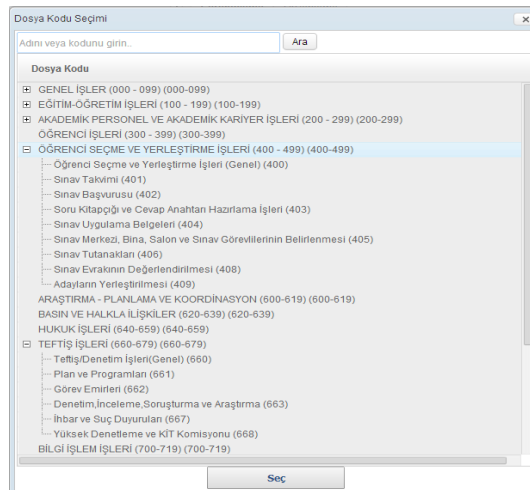 Dosya Kodu Seçimi
Adını veya kodunu girin..
Ara
Dosya Kodu
GENEL İŞLER (000 - 099) (000-099)
EĞİTİM-ÖĞRETİM İŞLERİ (100 - 199) (100-199)
AKADEMİK PERSONEL VE AKADEMİK KARİYER İŞLERİ (200 - 299) (200-299)
ÖĞRENCİ İŞLERİ (300 - 399) (300-399)
ÖĞRENCİ SEÇME VE YERLEŞTİRME İŞLERİ (400 - 499) (400-499)
Öğrenci Seçme ve Yerleştirme İşleri (Genel) (400)
Sınav Takvimi (401)
Sınav Başvurusu (402)
Soru Kitapçığı ve Cevap Anahtarı Hazırlama İşleri (403)
Sınav Uygulama Belgeleri (404)
Sınav Merkezi, Bina, Salon ve Sınav Görevlilerinin Belirlenmesi (405)
Sınav Tutanakları (406)
Sınav Evrakının Değerlendirilmesi (408)
Adayların Yerleştirilmesi (409)
ARAŞTIRMA - PLANLAMA VE KOORDİNASYON (600-619) (600-619)
BASIN VE HALKLA İLİŞKİLER (620-639) (620-639)
HUKUK İŞLERİ (640-659) (640-659)
TEFTİŞ İŞLERİ (660-679) (660-679)
Teftiş/Denetim İşleri(Genel) (660)
Plan ve Programları (661)
Görev Emirleri (662)
Denetim,İnceleme,Soruşturma ve Araştırma (663)
İhbar ve Suç Duyuruları (667)
Yüksek Denetleme ve KİT Komisyonu (668)
BİLGİ İŞLEM İŞLERİ (700-719) (700-719)
Seç